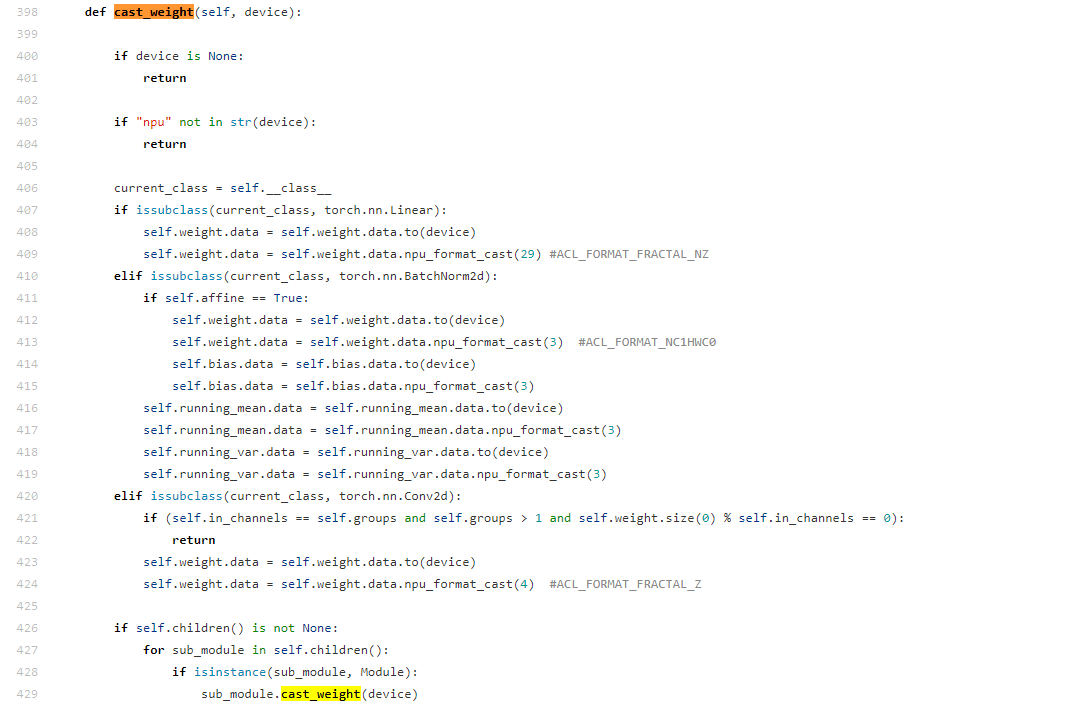 398 def cast_weight(self, device):
399
400 if device is None:
401 return
402
403 if "npu" not in str(device):
404 return
405
406 current_class = self.__class__
407 if issubclass(current_class, torch.nn.Linear):
408 self.weight.data = self.weight.data.to(device)
409 self.weight.data = self.weight.data.npu_format_cast(29) #ACL_FORMAT_FRACTAL_NZ
410 elif issubclass(current_class, torch.nn.BatchNorm2d):
411 if self.affine == True:
412 self.weight.data = self.weight.data.to(device)
413 self.weight.data = self.weight.data.npu_format_cast(3) #ACL_FORMAT_NC1HWC0
414 self.bias.data = self.bias.data.to(device)
415 self.bias.data = self.bias.data.npu_format_cast(3)
416 self.running_mean.data = self.running_mean.data.to(device)
417 self.running_mean.data = self.running_mean.data.npu_format_cast(3)
418 self.running_var.data = self.running_var.data.to(device)
419 self.running_var.data = self.running_var.data.npu_format_cast(3)
420 elif issubclass(current_class, torch.nn.Conv2d):
421 if (self.in_channels == self.groups and self.groups > 1 and self.weight.size(0) % self.in_channels == 0):
422 return
423 self.weight.data = self.weight.data.to(device)
424 self.weight.data = self.weight.data.npu_format_cast(4) #ACL_FORMAT_FRACTAL_Z
425
426 if self.children() is not None:
427 for sub_module in self.children():
428 if isinstance(sub_module, Module):
429 sub_module.cast_weight(device)